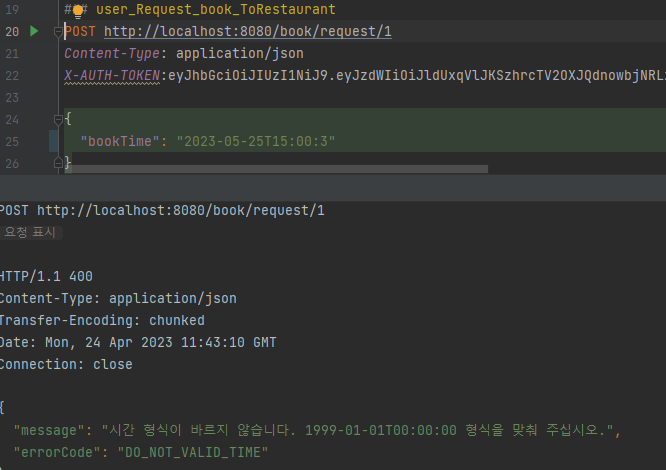 19 ### user_Request_book_ToRestaurant
20 POST http://localhost:8080/book/request/1
21 Content-Type: application/json
22 X-AUTH-TOKEN:eyJhbGciOiJIUzI1NiJ9.eyJzdWIiOiJldUxqVlJKSzhrcTV2OXJQdnowbjNRL
23
24 {
25 "bookTime": "2023-05-25T15:00:3"
26 }
POST http://localhost:8080/book/request/1
요청 표시
HTTP/1.1 400
Content-Type: application/json
Transfer-Encoding: chunked
Date: Mon, 24 Apr 2023 11:43:10 GMT
Connection: close
{
"message": "시간 형식이 바르지 않습니다. 1999-01-01T00:00:00 형식을 맞춰 주십시오.",
"errorCode": "DO_NOT_VALID_TIME"